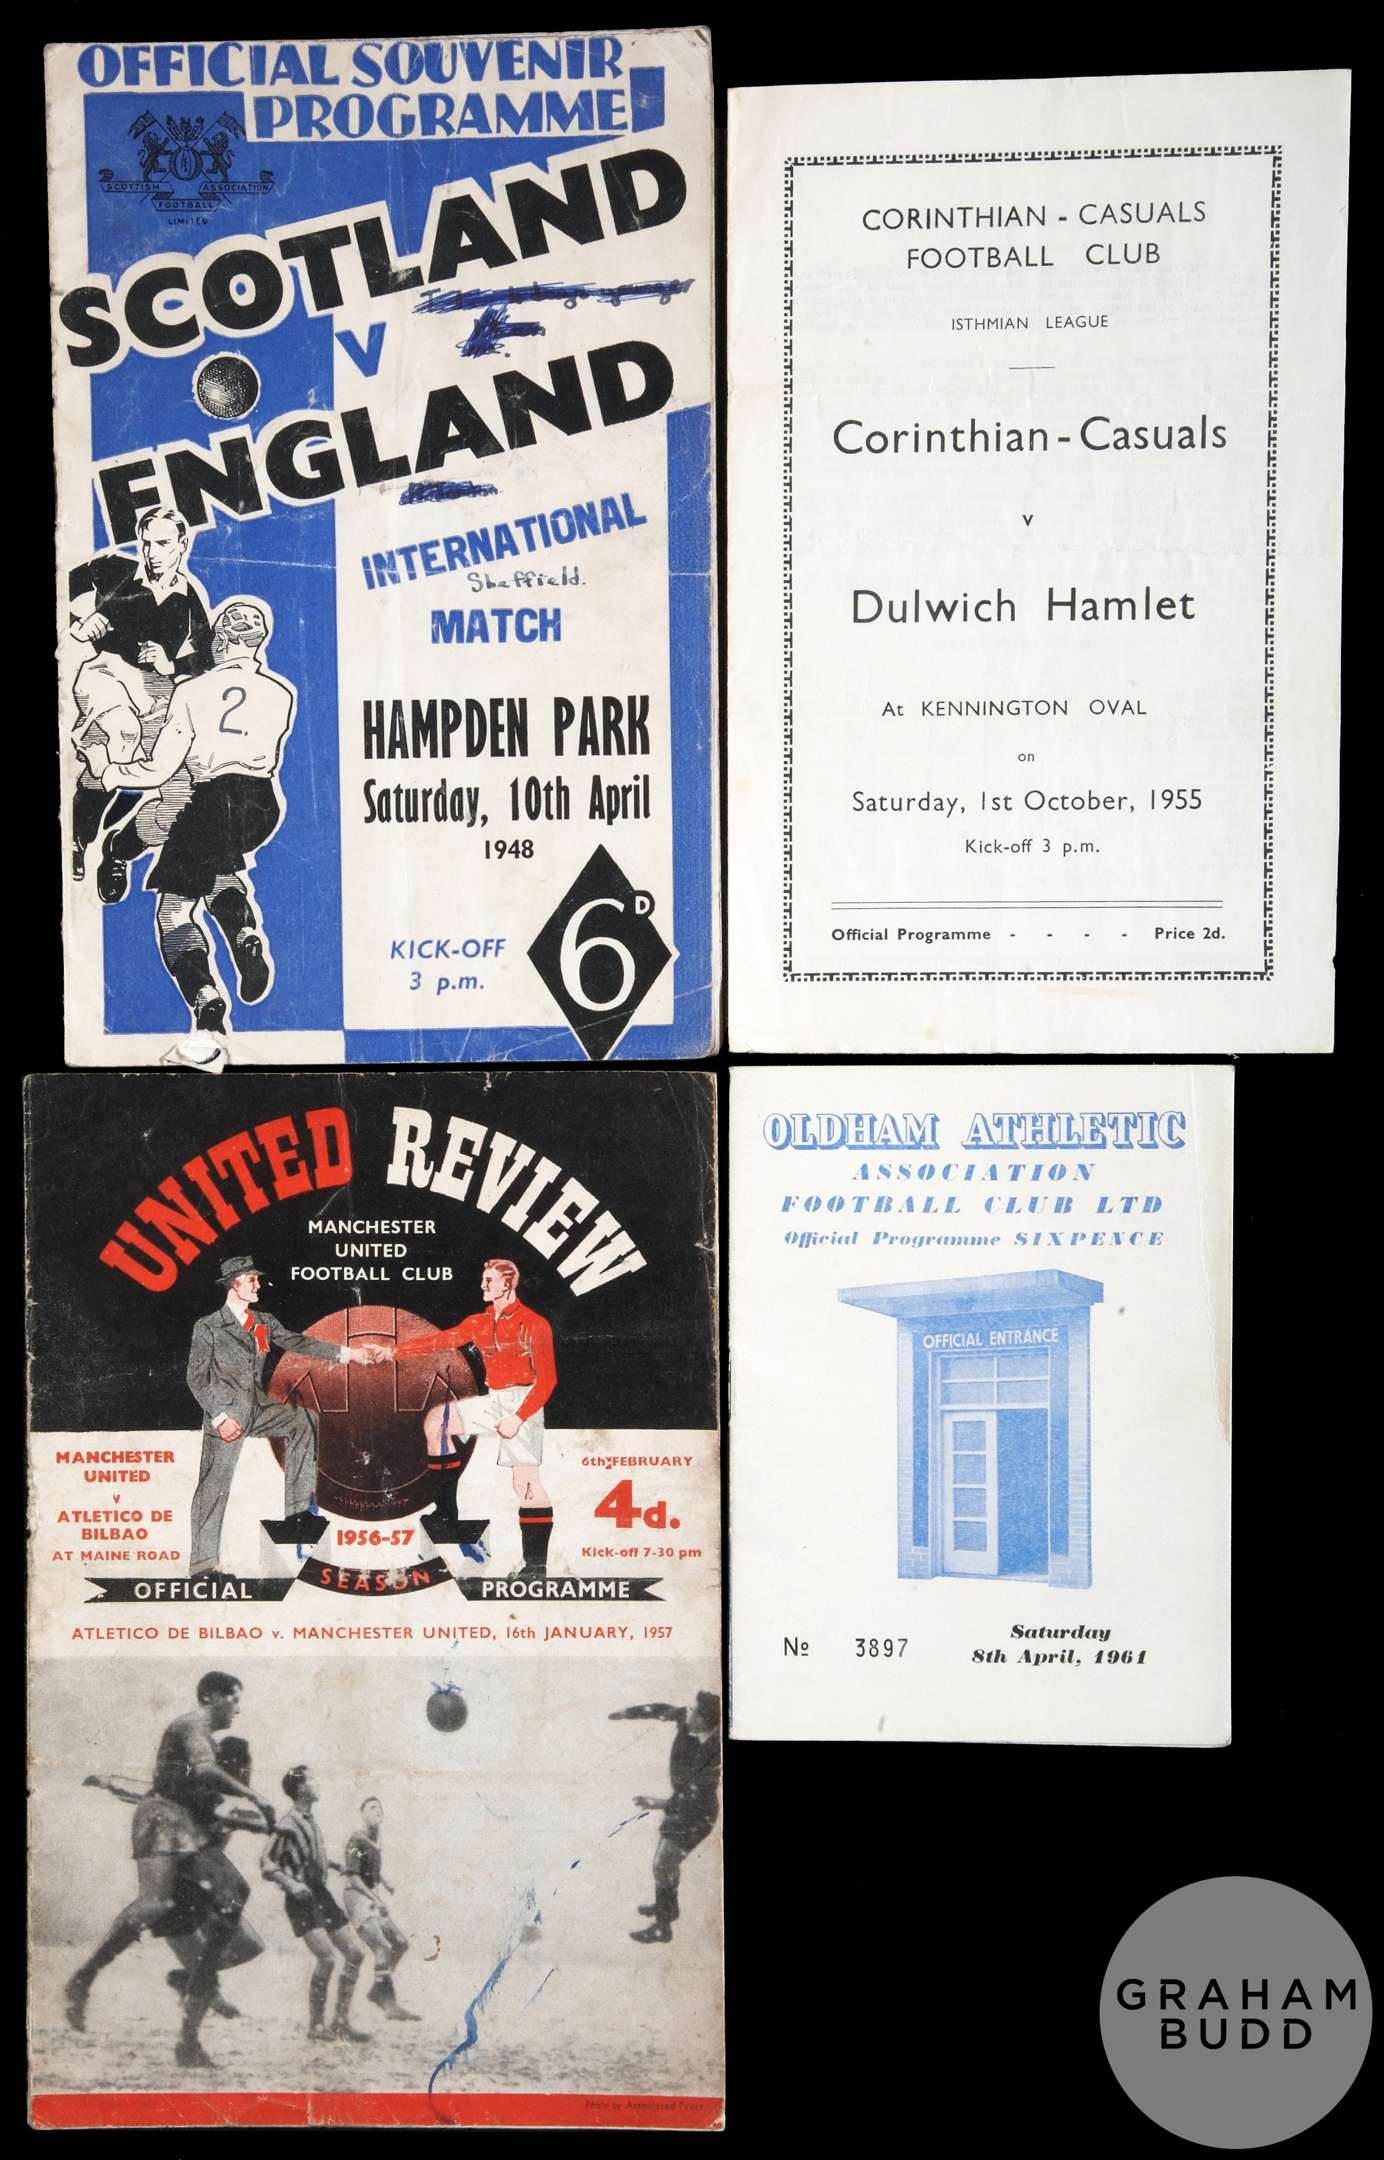 OFFICIAL SOUVENIR
PROGRAMME
SCOTTISH ASSOCIATION
FOOTBALL
LIMITED
SCOTLAND
V
ENGLAND
INTERNATIONAL
Sheffield.
MATCH
2.
HAMPDEN PARK
Saturday, 10th April
1948
KICK-OFF
3 p.m.
6D
CORINTHIAN - CASUALS
FOOTBALL CLUB
ISTHMIAN LEAGUE
Corinthian - Casuals
v
Dulwich Hamlet
At KENNINGTON OVAL
on
Saturday, 1st October, 1955
Kick-off 3 p.m.
Official Programme - - - - Price 2d.
UNITED REVIEW
MANCHESTER
UNITED
FOOTBALL CLUB
MANCHESTER
UNITED
v
ATLETICO DE
BILBAO
AT MAINE ROAD
6th FEBRUARY
4d.
Kick-off 7-30 pm
1956-57
SEASON
OFFICIAL PROGRAMME
ATLETICO DE BILBAO v. MANCHESTER UNITED, 16th JANUARY, 1957
Photo by Associated Press
OLDHAM ATHLETIC
ASSOCIATION
FOOTBALL CLUB LTD
Official Programme SIXPENCE
OFFICIAL ENTRANCE
Nº 3897
Saturday
8th April, 1961
GRAHAM
BUDD